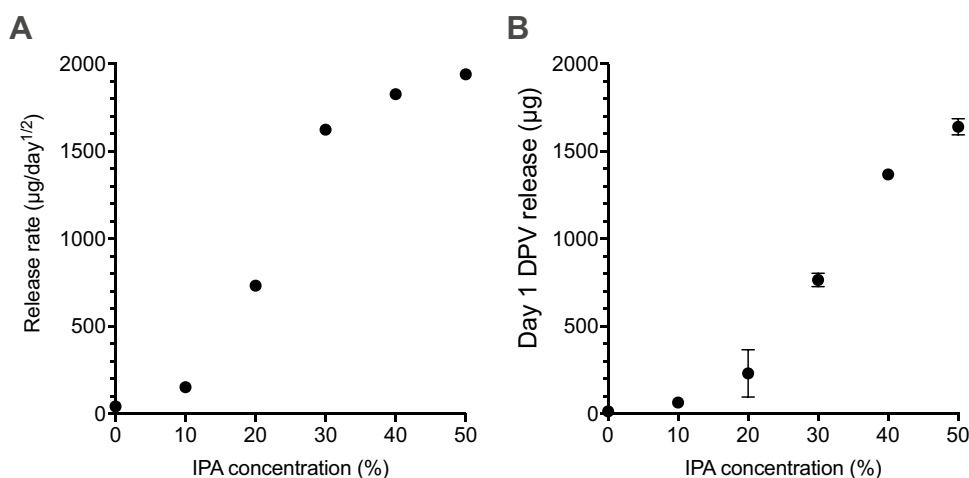 A
Release rate (µg/day1/2)
2000
1500
1000
500
0
0 10 20 30 40 50
IPA concentration (%)
B
Day 1 DPV release (µg)
2000
1500
1000
500
0
0 10 20 30 40 50
IPA concentration (%)